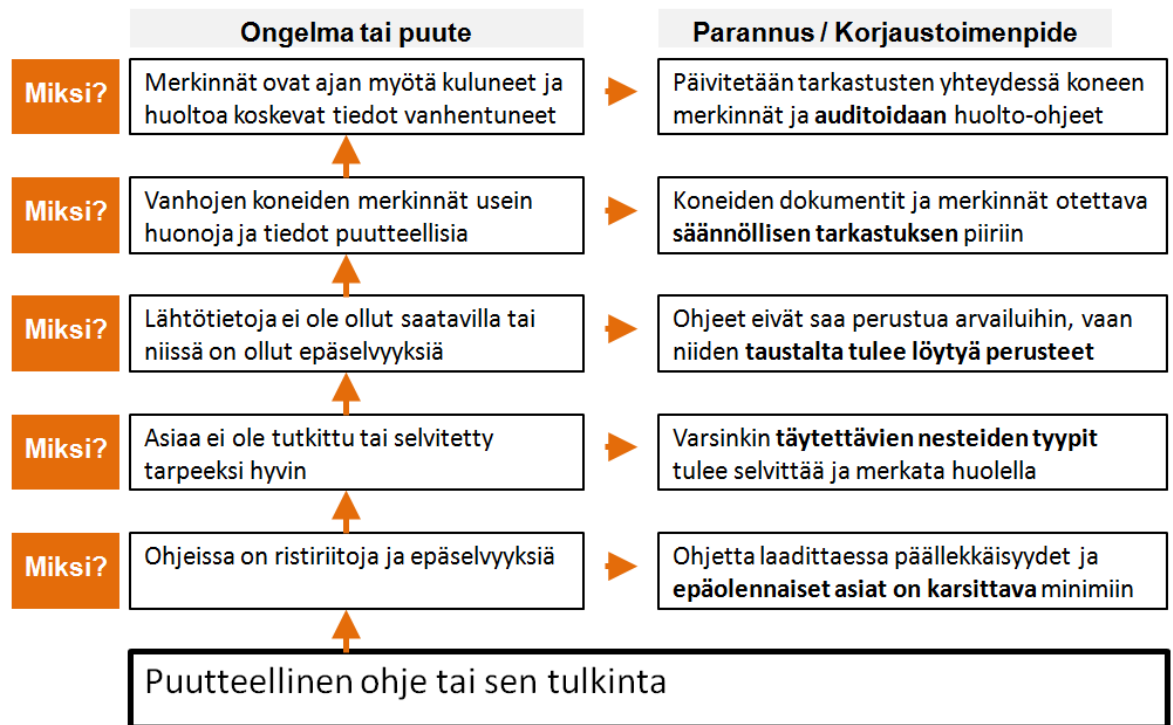 Ongelma tai puute
Parannus / Korjaustoimenpide
Miksi?
Merkinnät ovat ajan myötä kuluneet ja
huoltoa koskevat tiedot vanhentuneet
Päivitetään tarkastusten yhteydessä koneen
merkinnät ja auditoidaan huolto-ohjeet
Miksi?
Vanhojen koneiden merkinnät usein
huonoja ja tiedot puutteellisia
Koneiden dokumentit ja merkinnät otettava
säännöllisen tarkastuksen piiriin
Miksi?
Lähtötietoja ei ole ollut saatavilla tai
niissä on ollut epäselvyyksiä
Ohjeet eivät saa perustua arvailuihin, vaan
niiden taustalta tulee löytyä perusteet
Miksi?
Asiaa ei ole tutkittu tai selvitetty
tarpeeksi hyvin
Varsinkin täytettävien nesteiden tyypit
tulee selvittää ja merkata huolella
Miksi?
Ohjeissa on ristiriitoja ja epäselvyyksiä
Ohjetta laadittaessa päällekkäisyydet ja
epäolennaiset asiat on karsittava minimiin
Puutteellinen ohje tai sen tulkinta